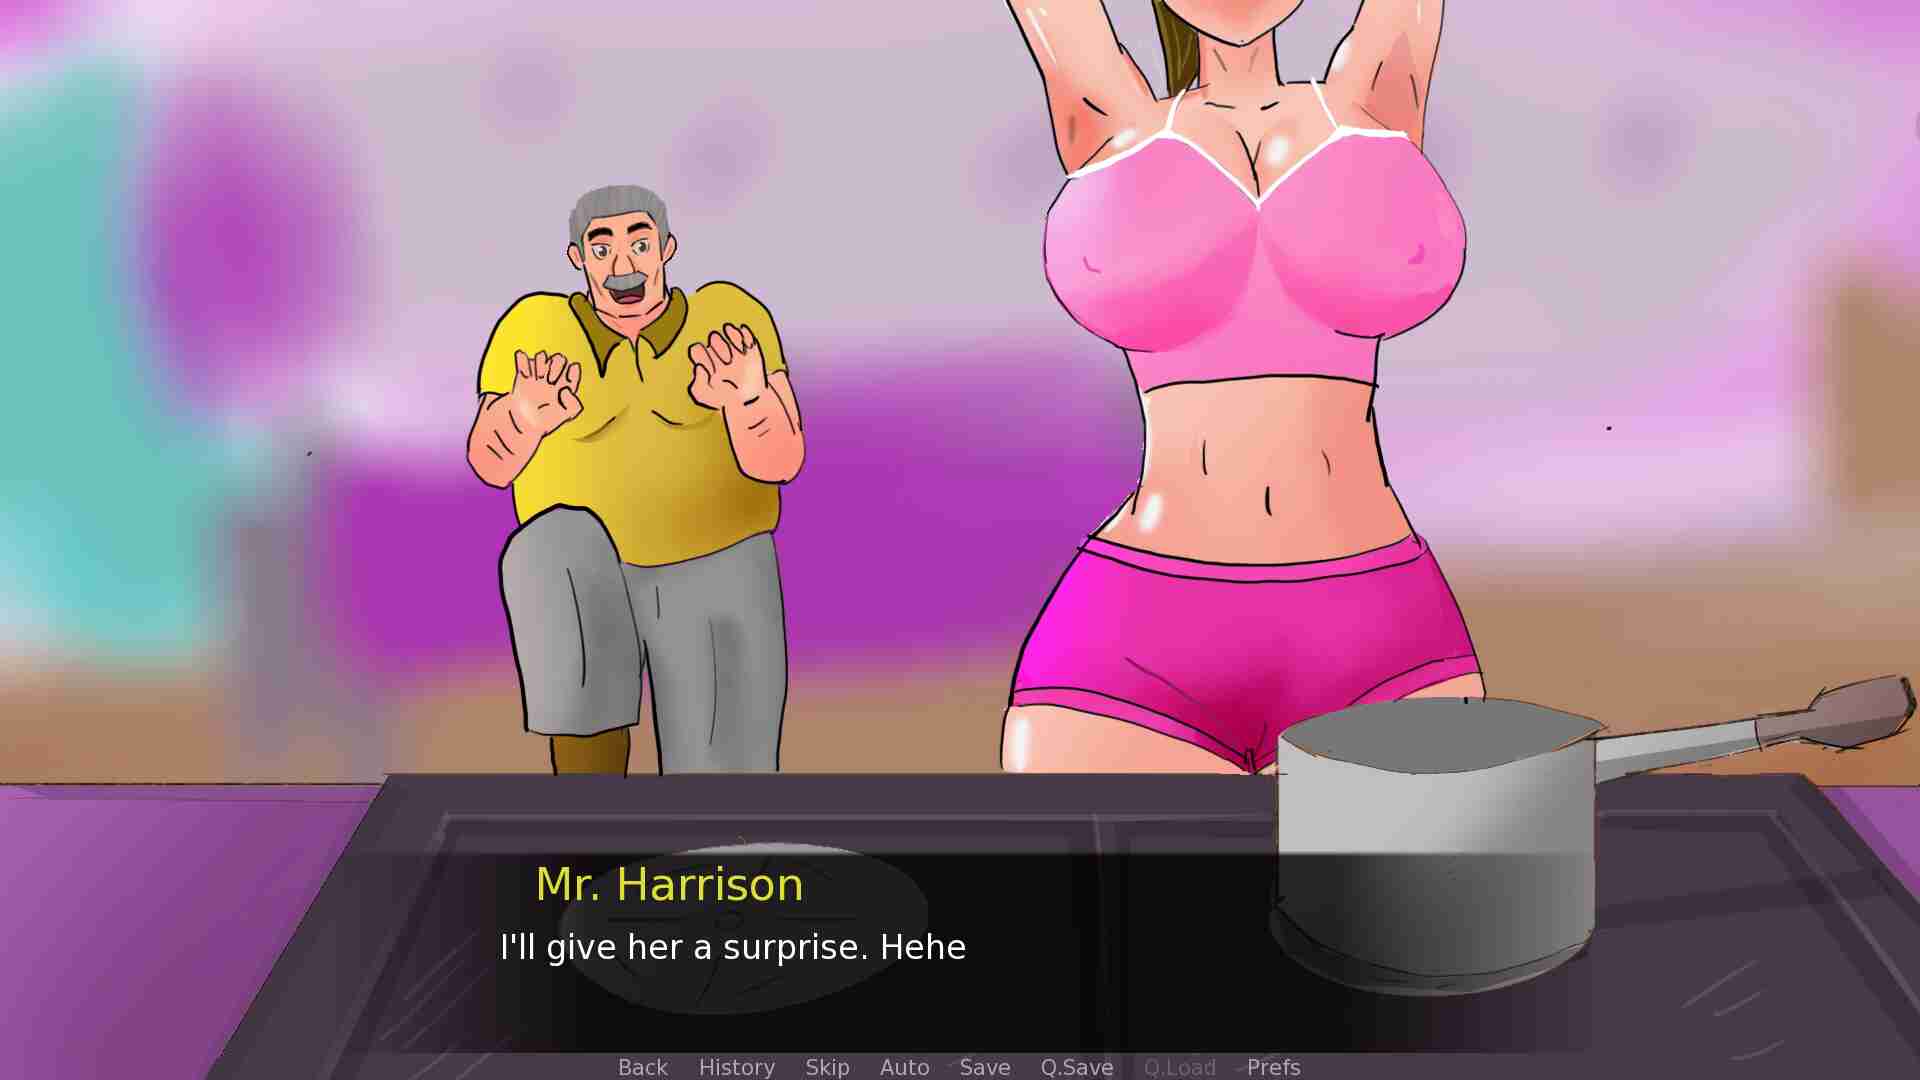 Mr. Harrison
I'll give her a surprise. Hehe
Back History Skip Auto Save Q.Save Q.Load Prefs